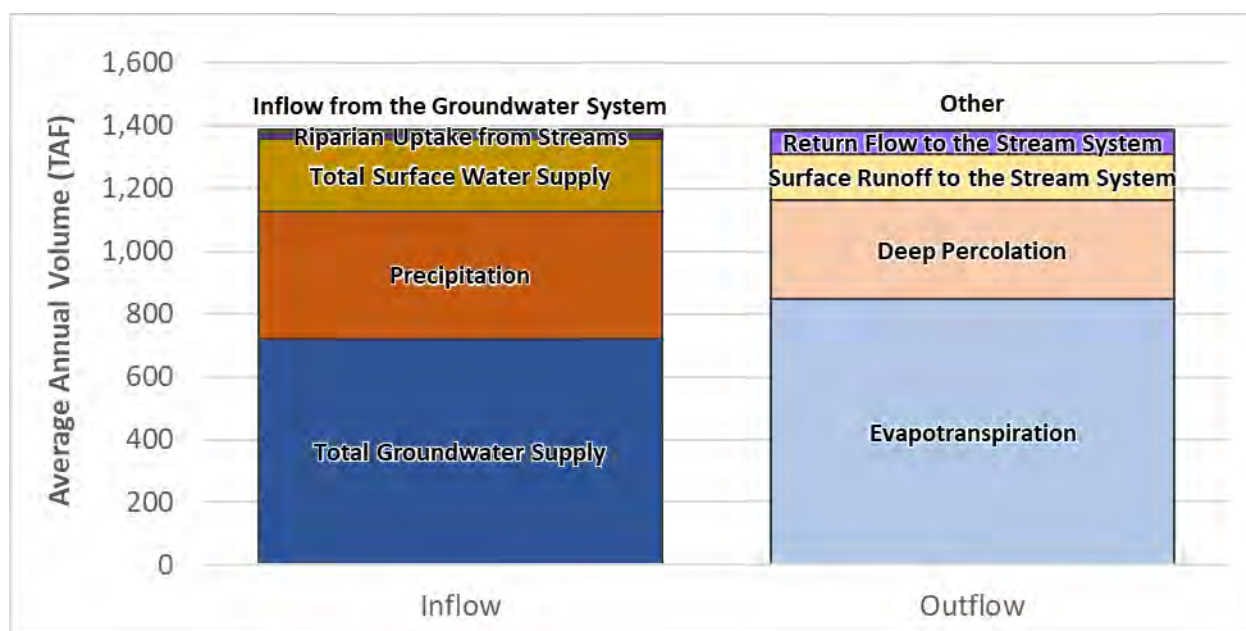 Average Annual Volume (TAF)
1,600
1,400
1,200
1,000
800
600
400
200
0
Inflow from the Groundwater System
Riparian Uptake from Streams
Total Surface Water Supply
Precipitation
Total Groundwater Supply
Other
Return Flow to the Stream System
Surface Runoff to the Stream System
Deep Percolation
Evapotranspiration
Inflow
Outflow